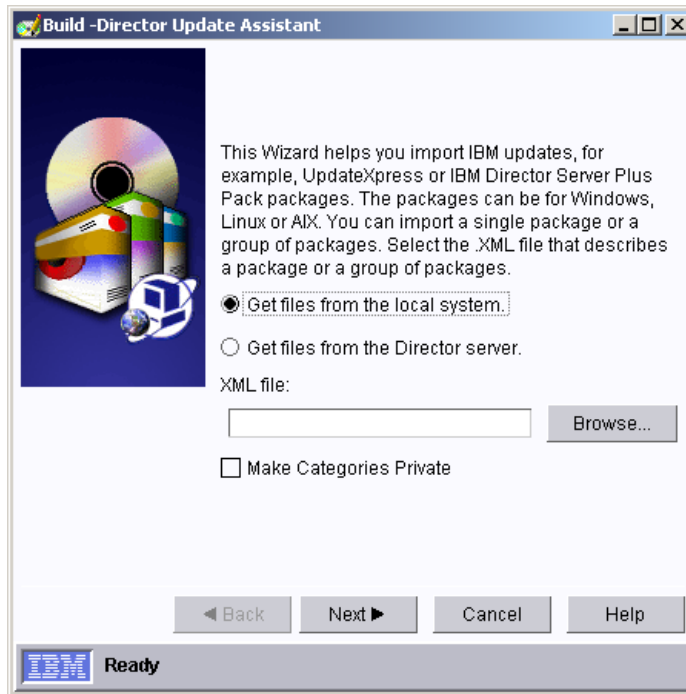 Build -Director Update Assistant
This Wizard helps you import IBM updates, for
example, UpdateXpress or IBM Director Server Plus
Pack packages. The packages can be for Windows,
Linux or AIX. You can import a single package or a
group of packages. Select the .XML file that describes
a package or a group of packages.
Get files from the local system.
Get files from the Director server.
XML file:
Browse...
Make Categories Private
Back
Next
Cancel
Help
IBM
Ready